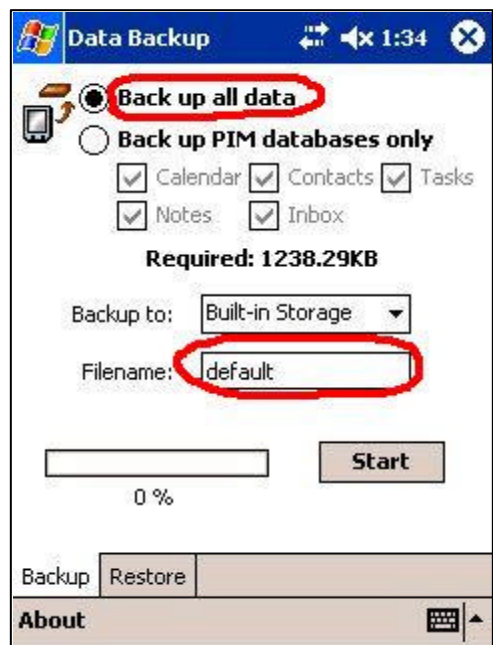 Data Backup 1:34
Back up all data
Back up PIM databases only
Calendar Contacts Tasks
Notes Inbox
Required: 1238.29KB
Backup to: Built-in Storage
Filename: default
Start
0 %
Backup Restore
About